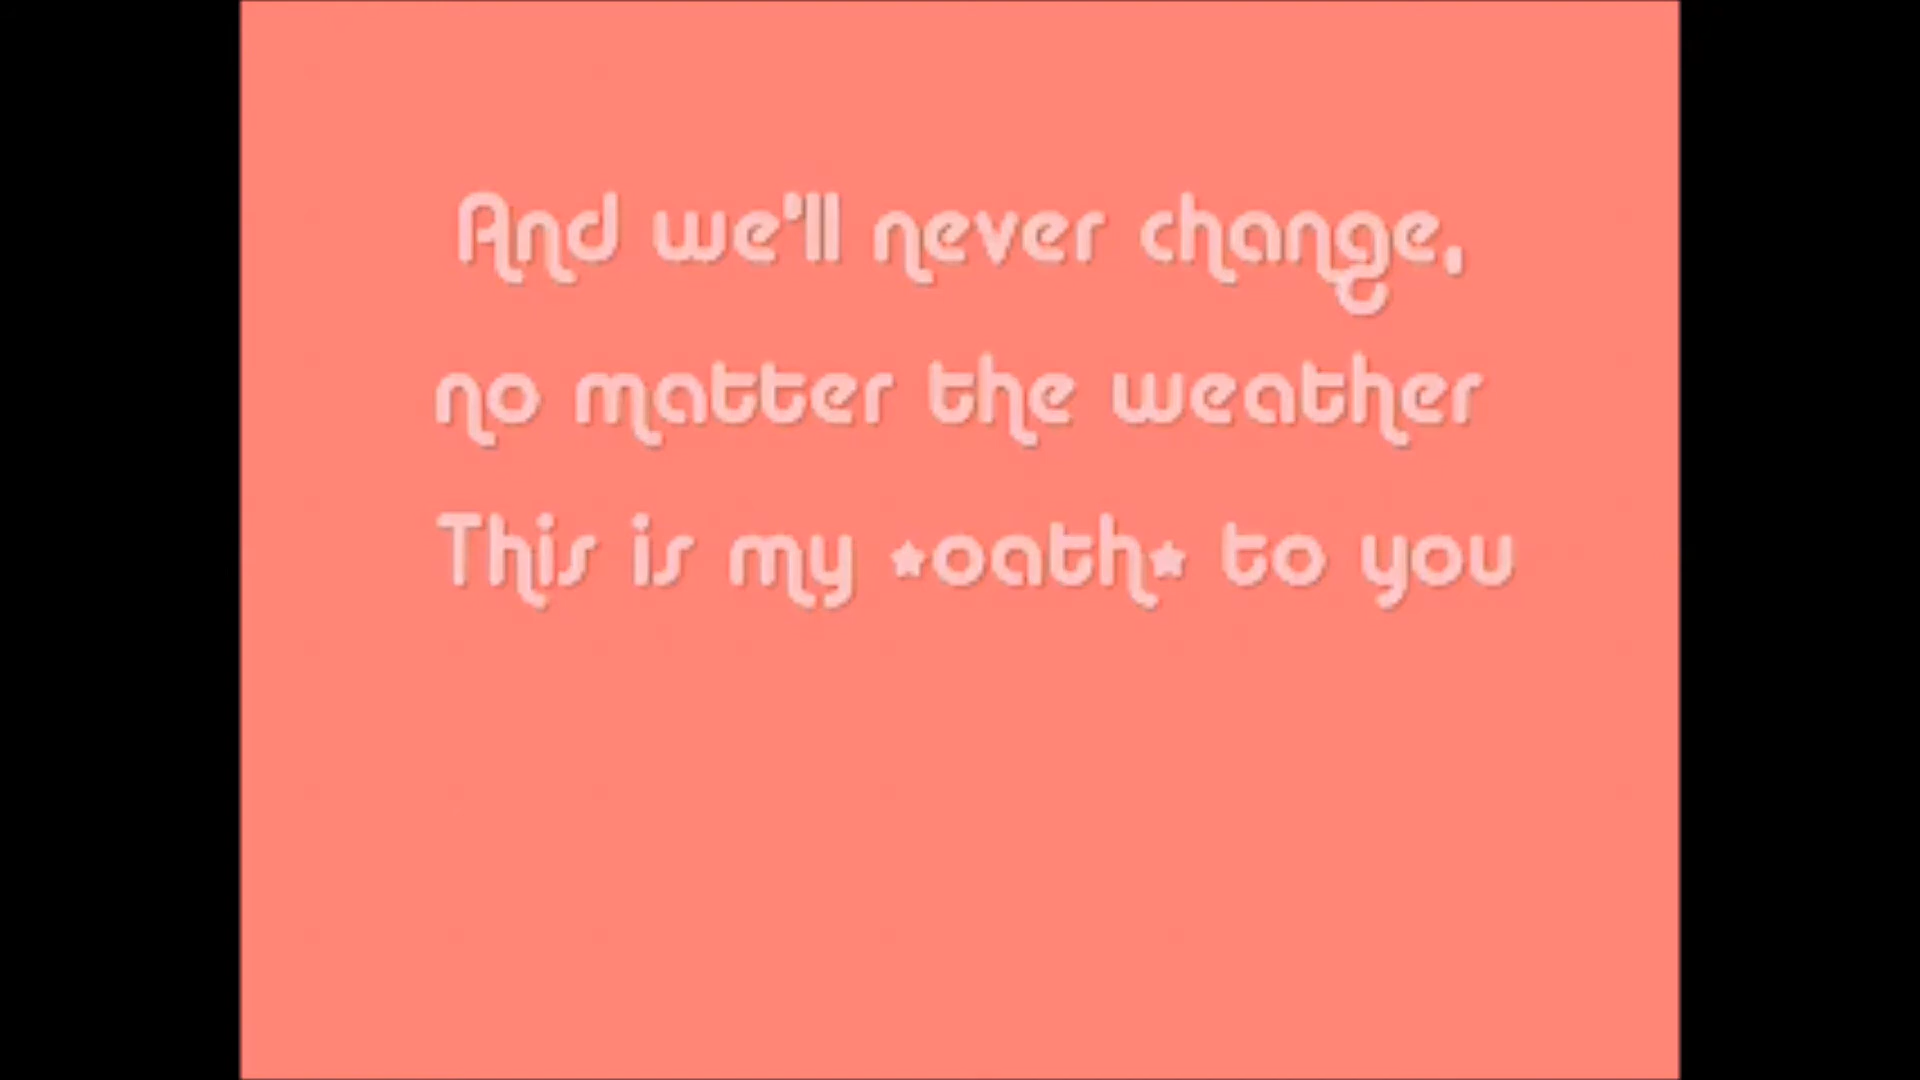 And we'll never change,
no matter the weather
This is my ★oath★ to you